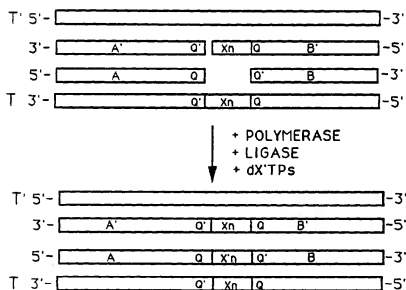 T' 5'- -3'
3'- A' Q' Xn Q B' -5'
5'- A Q Q' B -3'
T 3'- Q' Xn Q -5'
+ POLYMERASE
+ LIGASE
+ dX'TPs
T' 5'- -3'
3'- A' Q' Xn Q B' -5'
5'- A Q X'n Q' B -3'
T 3'- Q' Xn Q -5'